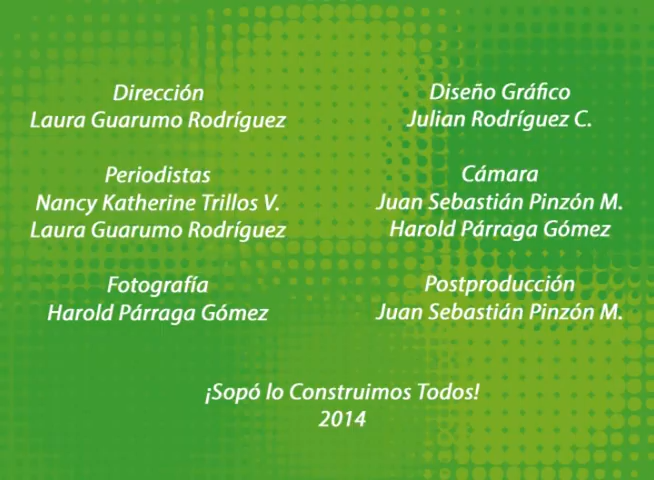 Dirección
Laura Guarumo Rodríguez
Periodistas
Nancy Katherine Trillos V.
Laura Guarumo Rodríguez
Fotografía
Harold Párraga Gómez
Diseño Gráfico
Julian Rodríguez C.
Cámara
Juan Sebastián Pinzón M.
Harold Párraga Gómez
Postproducción
Juan Sebastián Pinzón M.
¡Sopó lo Construimos Todos!
2014